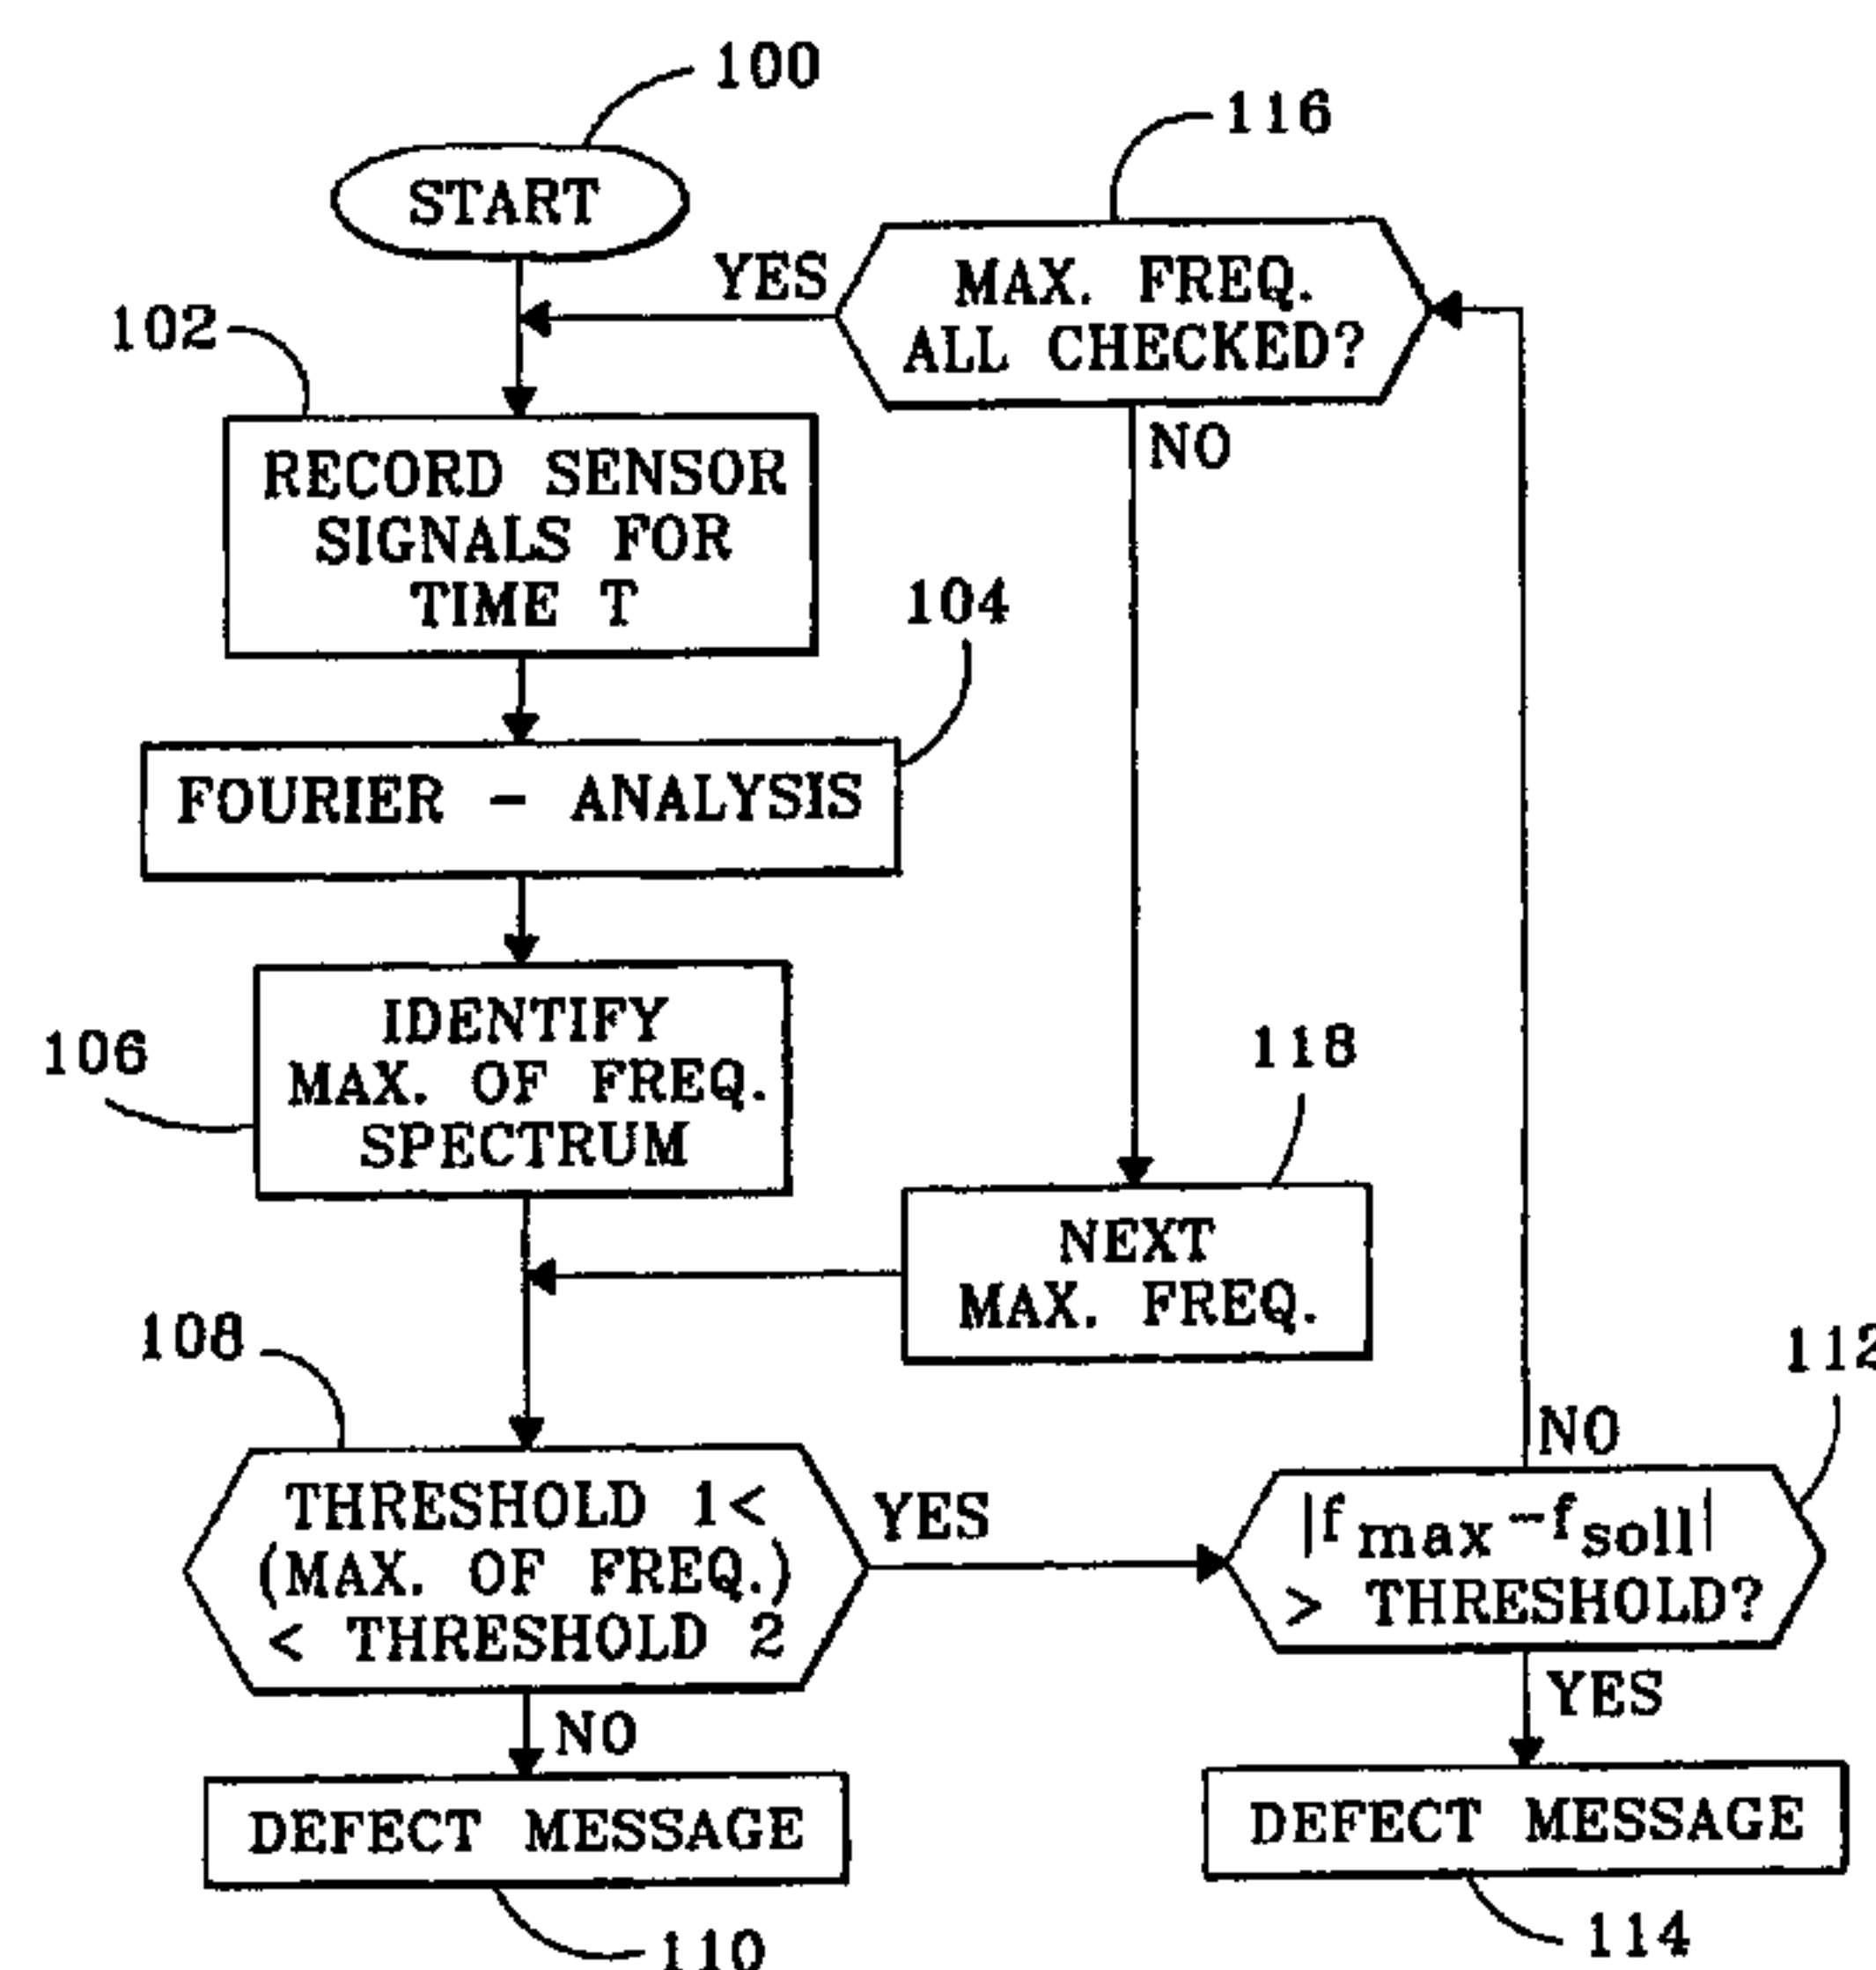 100
START
116
YES
MAX. FREQ.
ALL CHECKED?
NO
102
RECORD SENSOR
SIGNALS FOR
TIME T
104
FOURIER - ANALYSIS
106
IDENTIFY
MAX. OF FREQ.
SPECTRUM
118
NEXT
MAX. FREQ.
108
THRESHOLD 1<
(MAX. OF FREQ.)
< THRESHOLD 2
YES
NO
112
|f max -f soll|
> THRESHOLD?
NO
YES
DEFECT MESSAGE
110
DEFECT MESSAGE
114